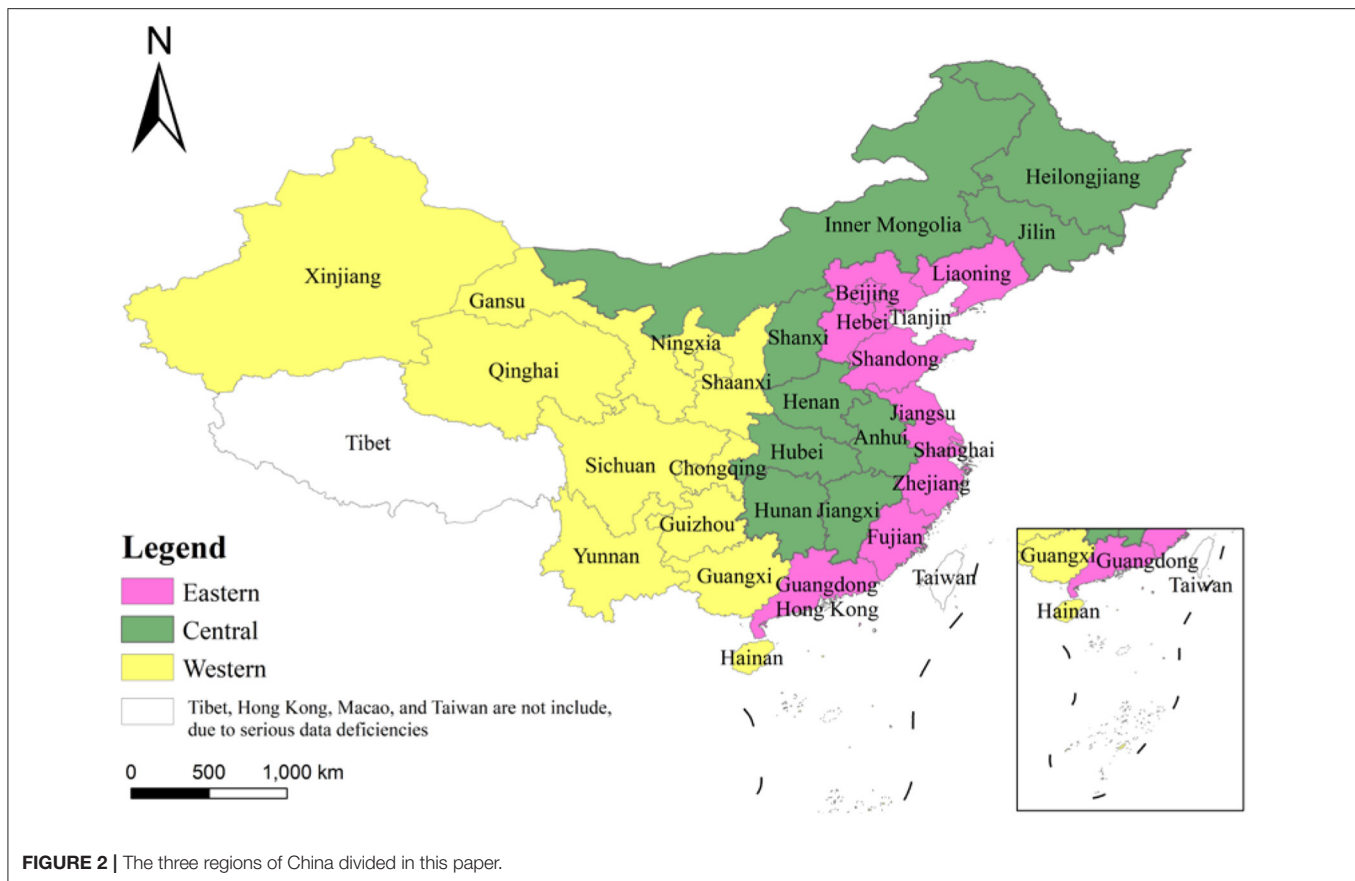 N
Heilongjiang
Inner Mongolia
Jilin
Xinjiang
Liaoning
Gansu
Beijing
Tianjin
Hebei
Ningxia
Shanxi
Shandong
Qinghai
Shaanxi
Henan
Jiangsu
Tibet
Anhui
Hubei
Shanghai
Sichuan
Chongqing
Zhejiang
Hunan
Jiangxi
Guizhou
Fujian
Yunnan
Guangxi
Guangdong
Taiwan
Hong Kong
Hainan
Legend
Eastern
Central
Western
Tibet, Hong Kong, Macao, and Taiwan are not include,
due to serious data deficiencies
0 500 1,000 km
Guangxi
Guangdong
Taiwan
Hainan
FIGURE 2 | The three regions of China divided in this paper.